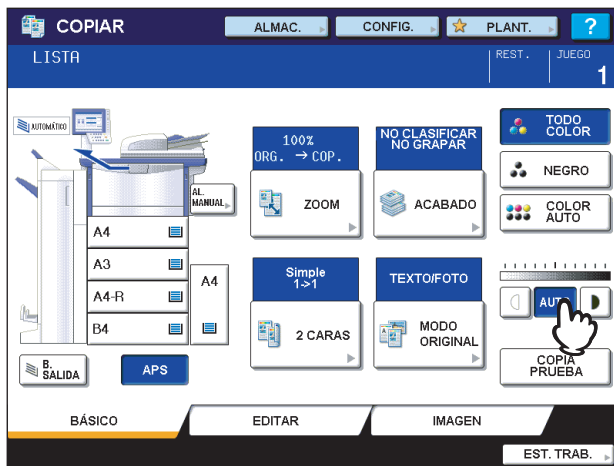 COPIAR
ALMAC.
CONFIG.
PLANT.
?
LISTA
REST.
JUEGO
1
AUTOMÁTICO
AL.
MANUAL
A4
A3
A4-R
B4
A4
B.
SALIDA
APS
100%
ORG. → COP.
ZOOM
NO CLASIFICAR
NO GRAPAR
ACABADO
Simple
1->1
2 CARAS
TEXTO/FOTO
MODO
ORIGINAL
TODO
COLOR
NEGRO
COLOR
AUTO
AUTO
COPIA
PRUEBA
BÁSICO
EDITAR
IMAGEN
EST. TRAB.